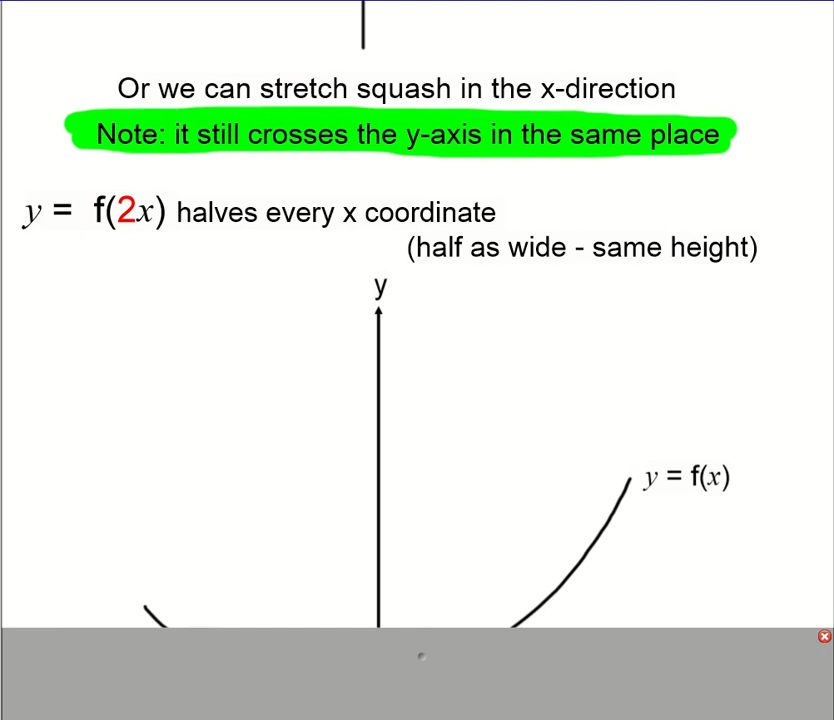 Or we can stretch squash in the x-direction
Note: it still crosses the y-axis in the same place
y = f(2x) halves every x coordinate
(half as wide - same height)
y
y = f(x)